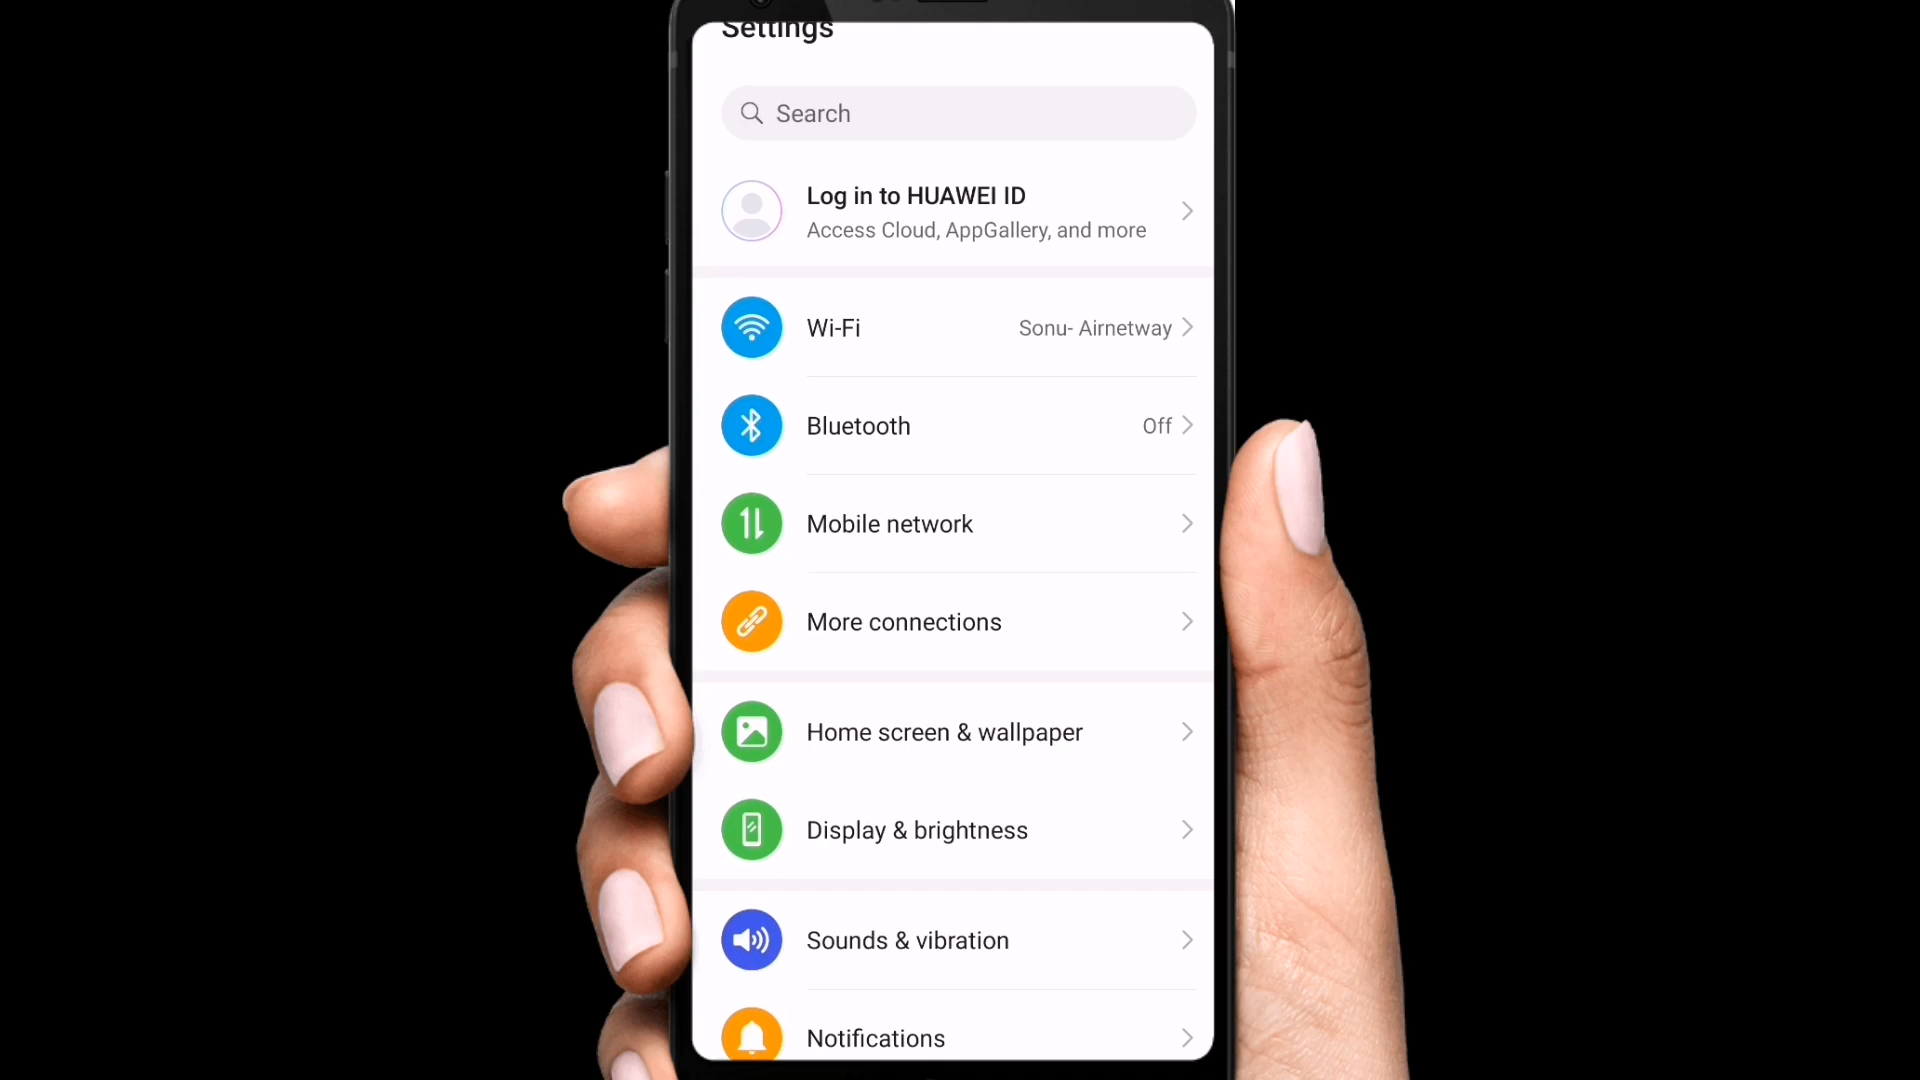 Settings
Search
Log in to HUAWEI ID
Access Cloud, AppGallery, and more
Wi-Fi
Sonu- Airnetway
Bluetooth
Off
Mobile network
More connections
Home screen & wallpaper
Display & brightness
Sounds & vibration
Notifications